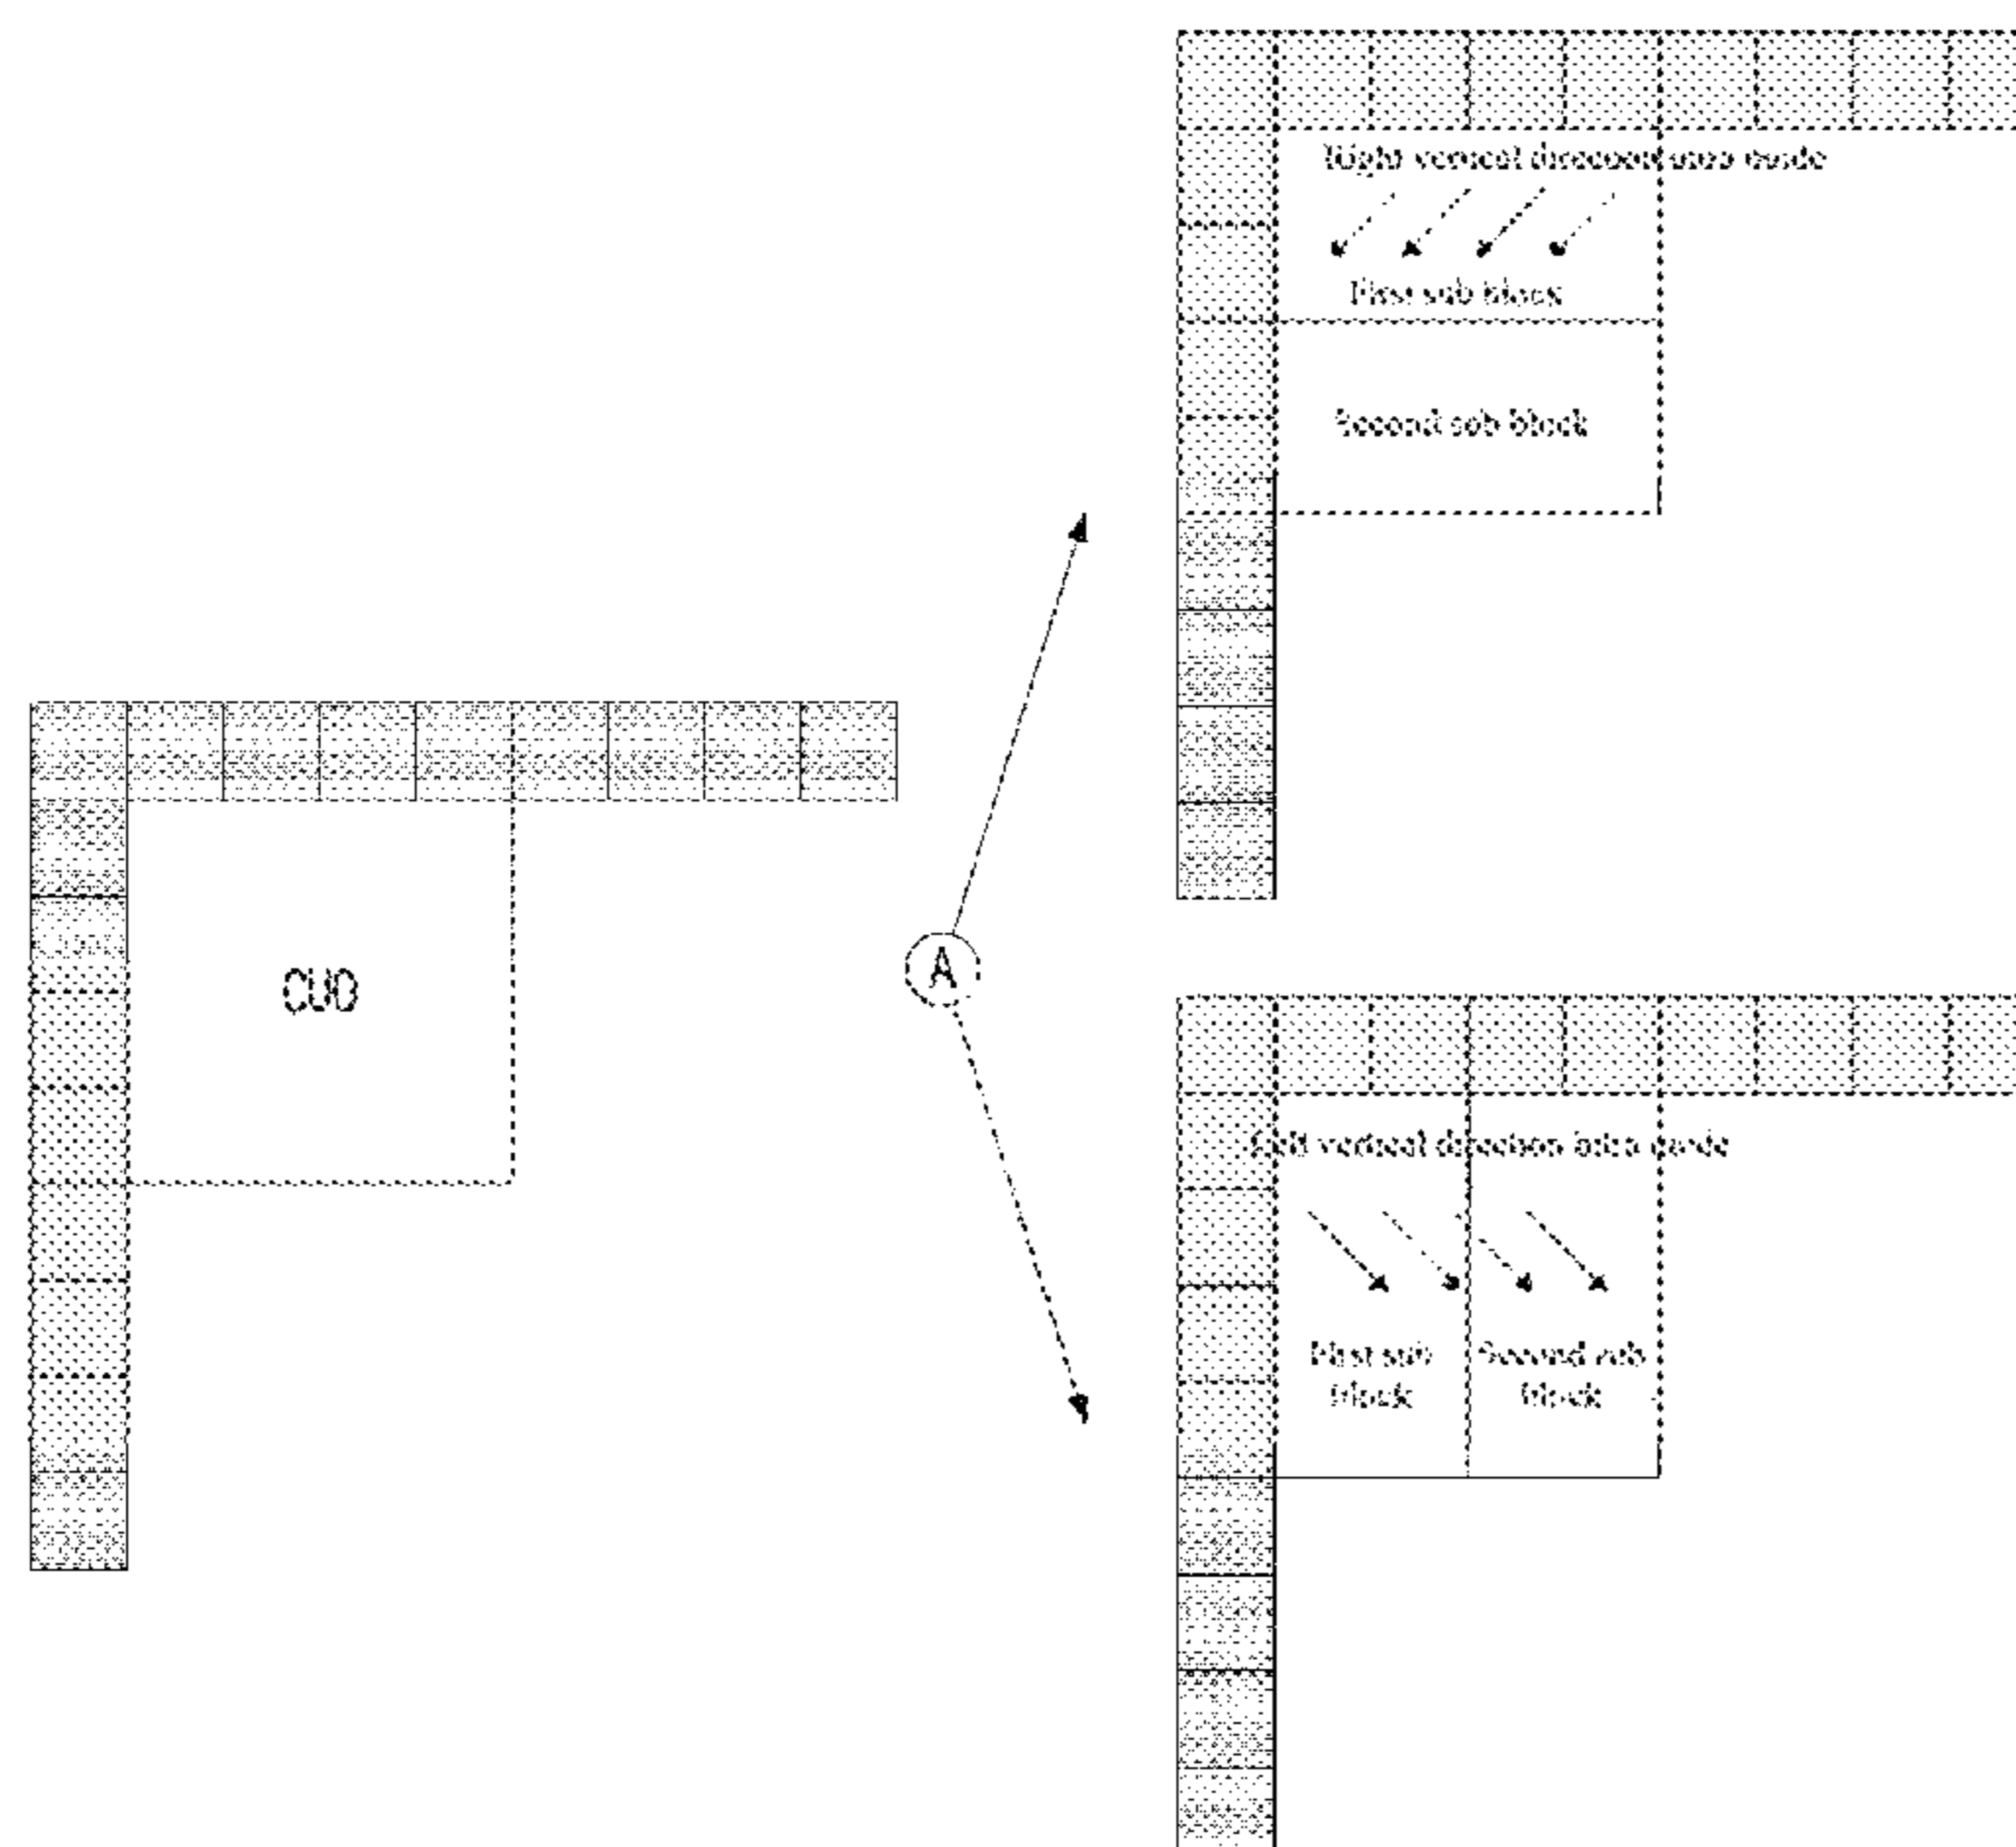 Right vertical direction intra mode
First sub block
Second sub block
CU0
A
Left vertical direction intra mode
First sub
block
Second sub
block